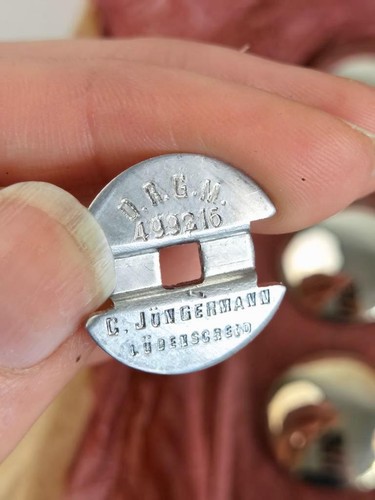 D.R.G.M.
499216
C. JÜNGERMANN
LÜDENSCHEID